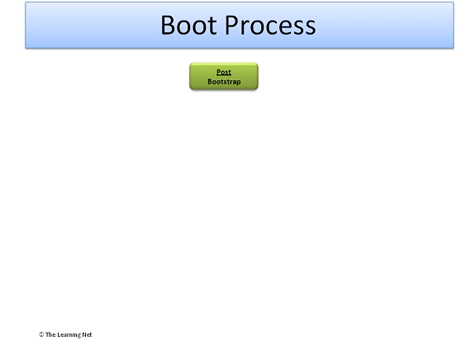 Boot Process
Post
Bootstrap
© The Learning Net